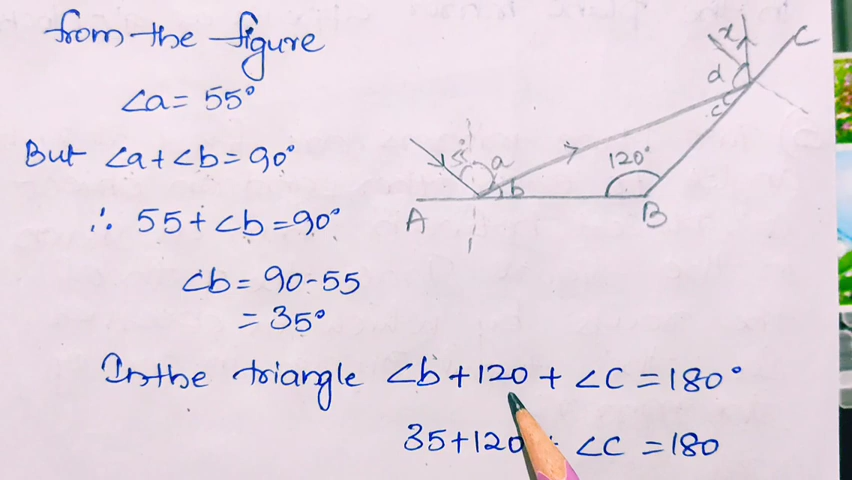 from the figure
∠a = 55°
But ∠a + ∠b = 90°
∴ 55 + ∠b = 90°
∠b = 90 - 55
= 35°
x
C
d
c
a
120°
b
A
B
In the triangle ∠b + 120 + ∠C = 180°
35 + 120 + ∠C = 180